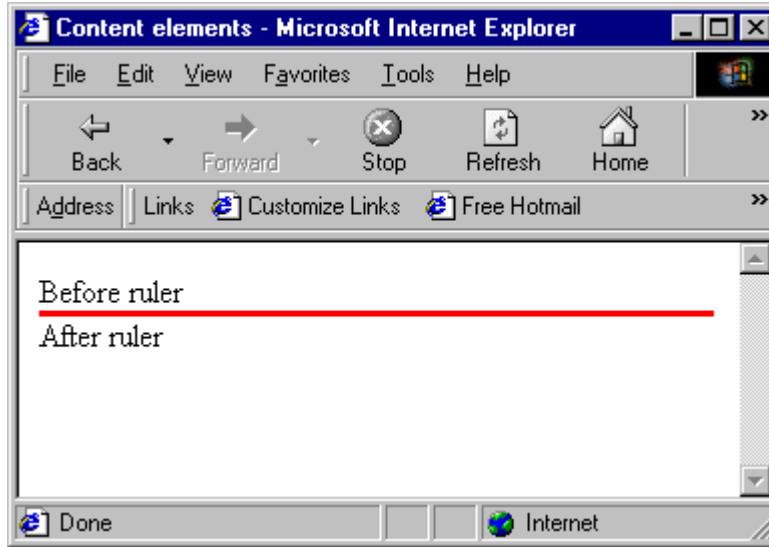 Content elements - Microsoft Internet Explorer
File Edit View Favorites Tools Help
Back Forward Stop Refresh Home »
Address Links Customize Links Free Hotmail »
Before ruler
After ruler
Done Internet